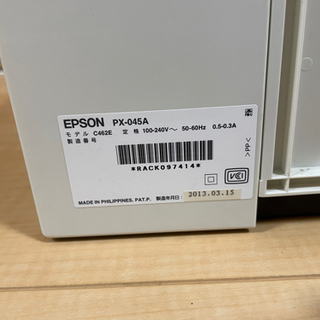 EPSON PX-045A
モデル C462E 定格 100-240V～ 50-60Hz 0.5-0.3A
製造番号
*RACK097414*
VCI
MADE IN PHILIPPINES. PAT.P. 製造年月日: 2013.03.15
>PP<